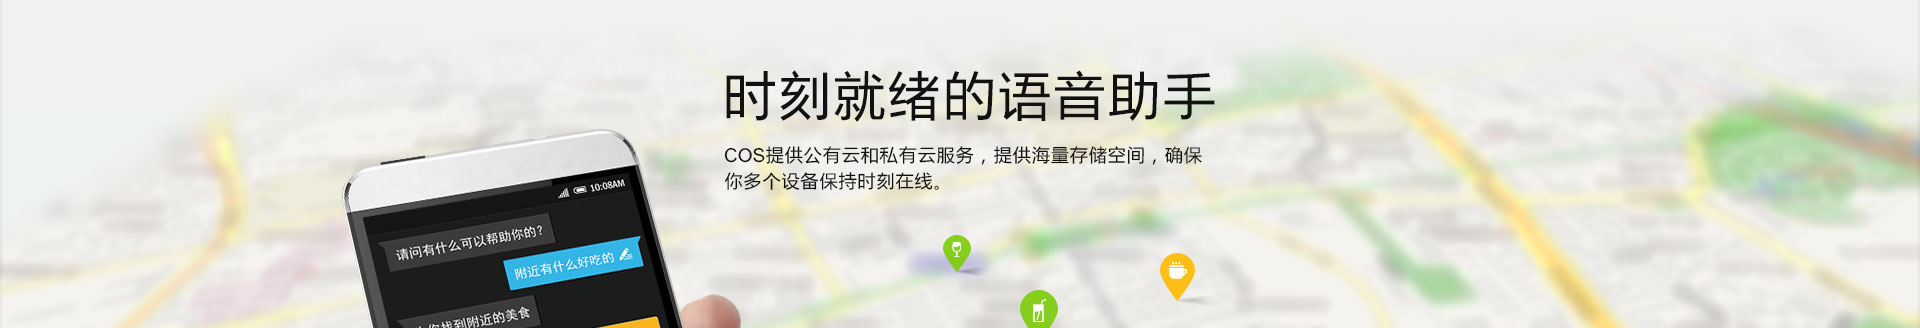 时刻就绪的语音助手
COS提供公有云和私有云服务，提供海量存储空间，确保
你多个设备保持时刻在线。
10:08AM
请问有什么可以帮助你的?
附近有什么好吃的
你找到附近的美食